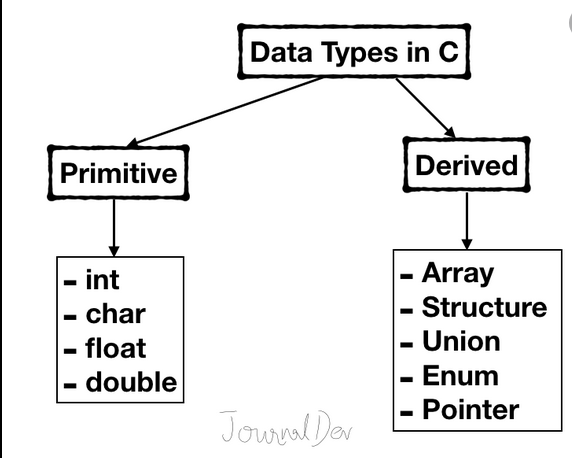 Data Types in C
Primitive
Derived
- int
- char
- float
- double
- Array
- Structure
- Union
- Enum
- Pointer
JournalDev